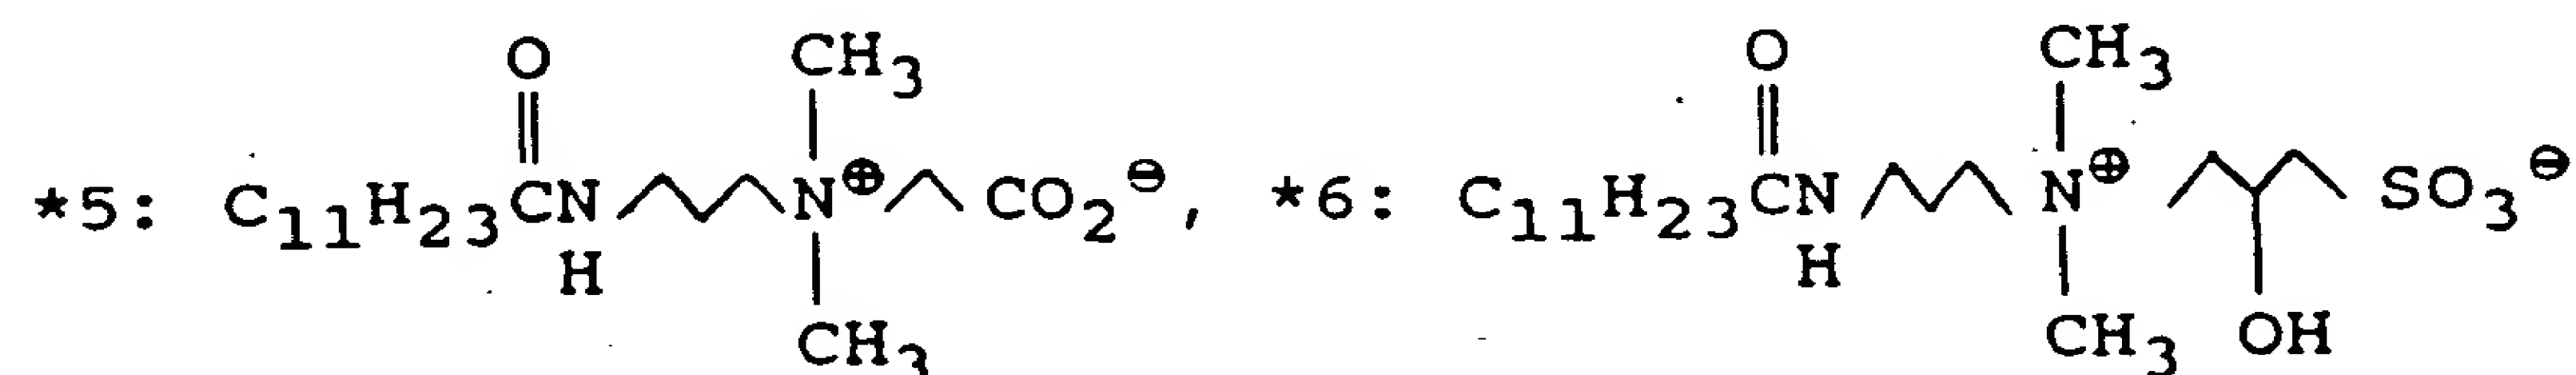 O CH3 O CH3
*5: C11H23CN N⊕ CO2⊖, *6: C11H23CN N⊕ SO3⊖
H H
CH3 CH3 OH